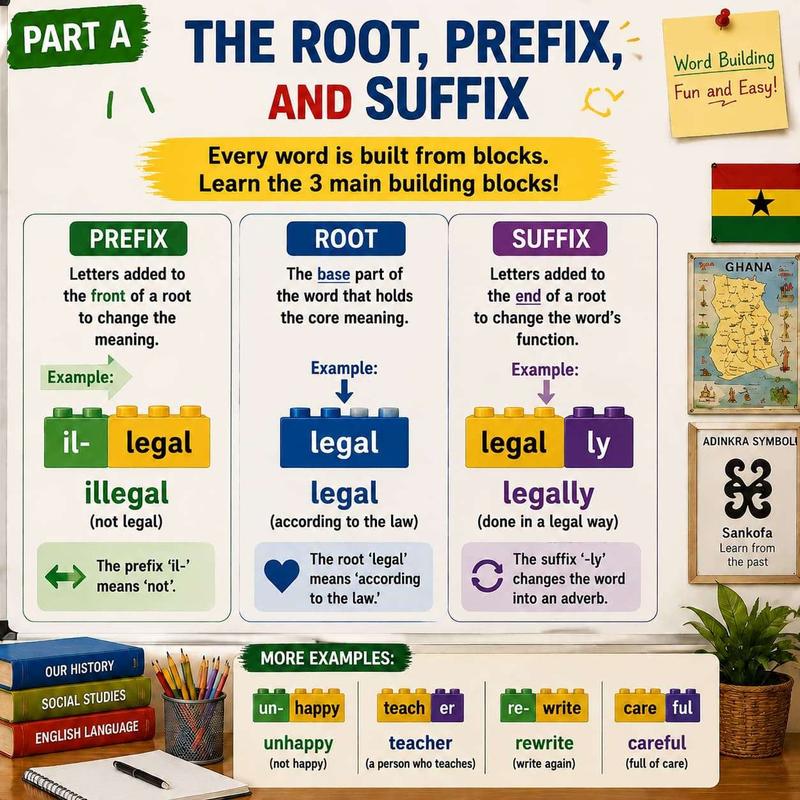 PART A
THE ROOT, PREFIX,
AND SUFFIX
Word Building
Fun and Easy!
Every word is built from blocks.
Learn the 3 main building blocks!
PREFIX
Letters added to
the front of a root
to change the
meaning.
Example:
il- legal
illegal
(not legal)
The prefix ‘il-’
means ‘not’.
ROOT
The base part of
the word that holds
the core meaning.
Example:
legal
legal
(according to the law)
The root ‘legal’
means ‘according
to the law.’
SUFFIX
Letters added to
the end of a root
to change the word’s
function.
Example:
legal ly
legally
(done in a legal way)
The suffix ‘-ly’
changes the word
into an adverb.
GHANA
ADINKRA SYMBOL
Sankofa
Learn from
the past
OUR HISTORY
SOCIAL STUDIES
ENGLISH LANGUAGE
MORE EXAMPLES:
un- happy
unhappy
(not happy)
teach er
teacher
(a person who teaches)
re- write
rewrite
(write again)
care ful
careful
(full of care)